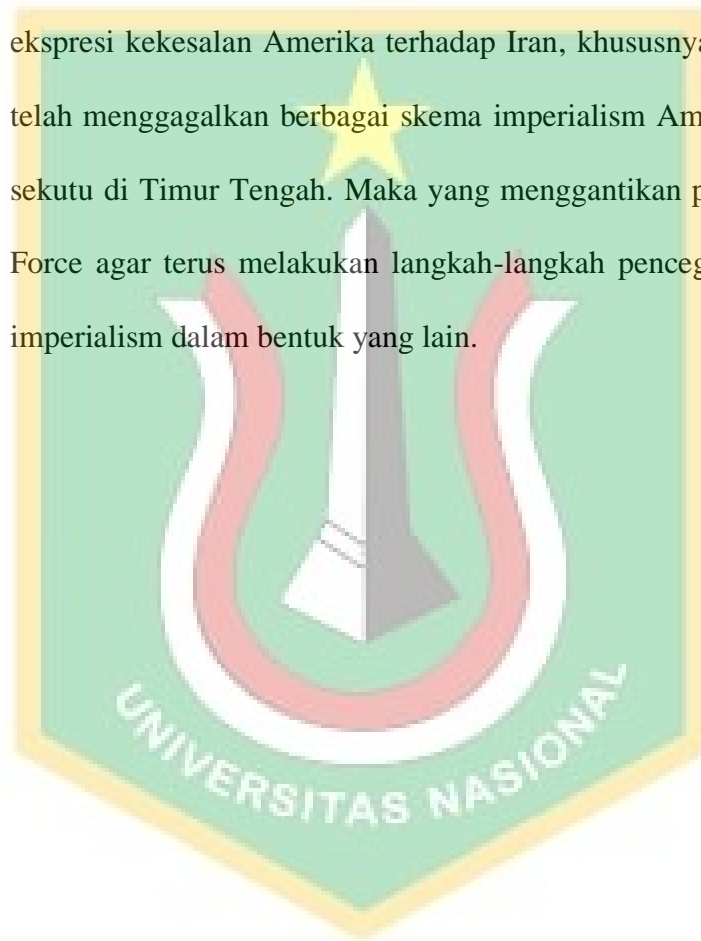 ekspresi kekesalan Amerika terhadap Iran, khususnya
telah menggagalkan berbagai skema imperialism Am
sekutu di Timur Tengah. Maka yang menggantikan p
Force agar terus melakukan langkah-langkah penceg
imperialism dalam bentuk yang lain.
UNIVERSITAS NASIONAL